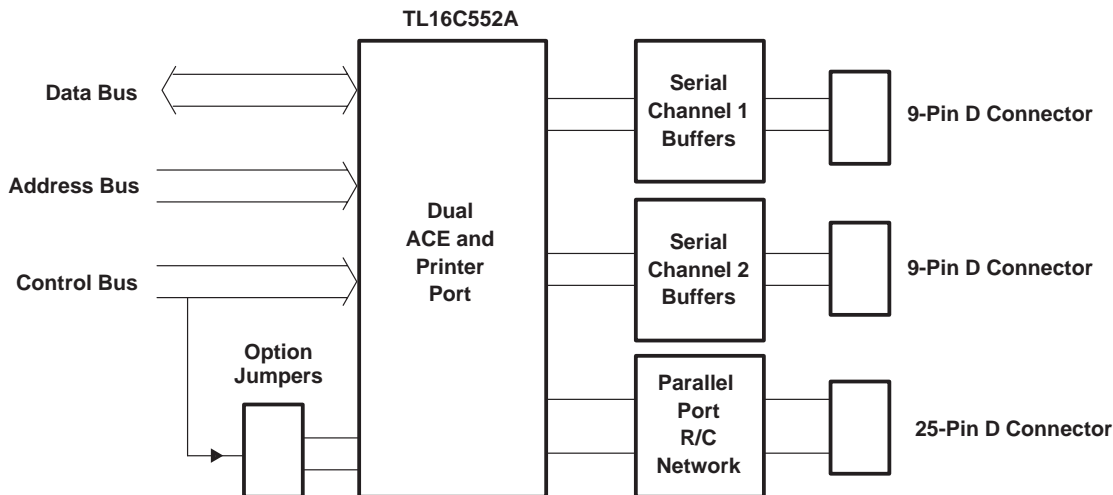 TL16C552A
Data Bus
Address Bus
Control Bus
Option
Jumpers
Dual
ACE and
Printer
Port
Serial
Channel 1
Buffers
9-Pin D Connector
Serial
Channel 2
Buffers
9-Pin D Connector
Parallel
Port
R/C
Network
25-Pin D Connector